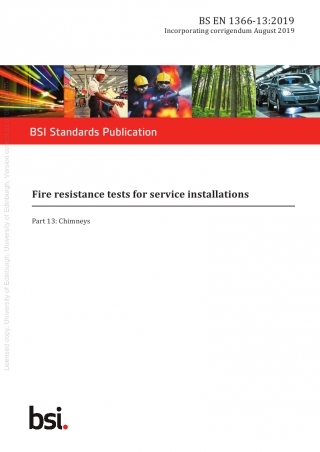 BS EN 1366-13:2019
Incorporating corrigendum August 2019
BSI Standards Publication
Fire resistance tests for service installations
Part 13: Chimneys
bsi.
Licensed copy: University of Edinburgh, University of Edinburgh, Version